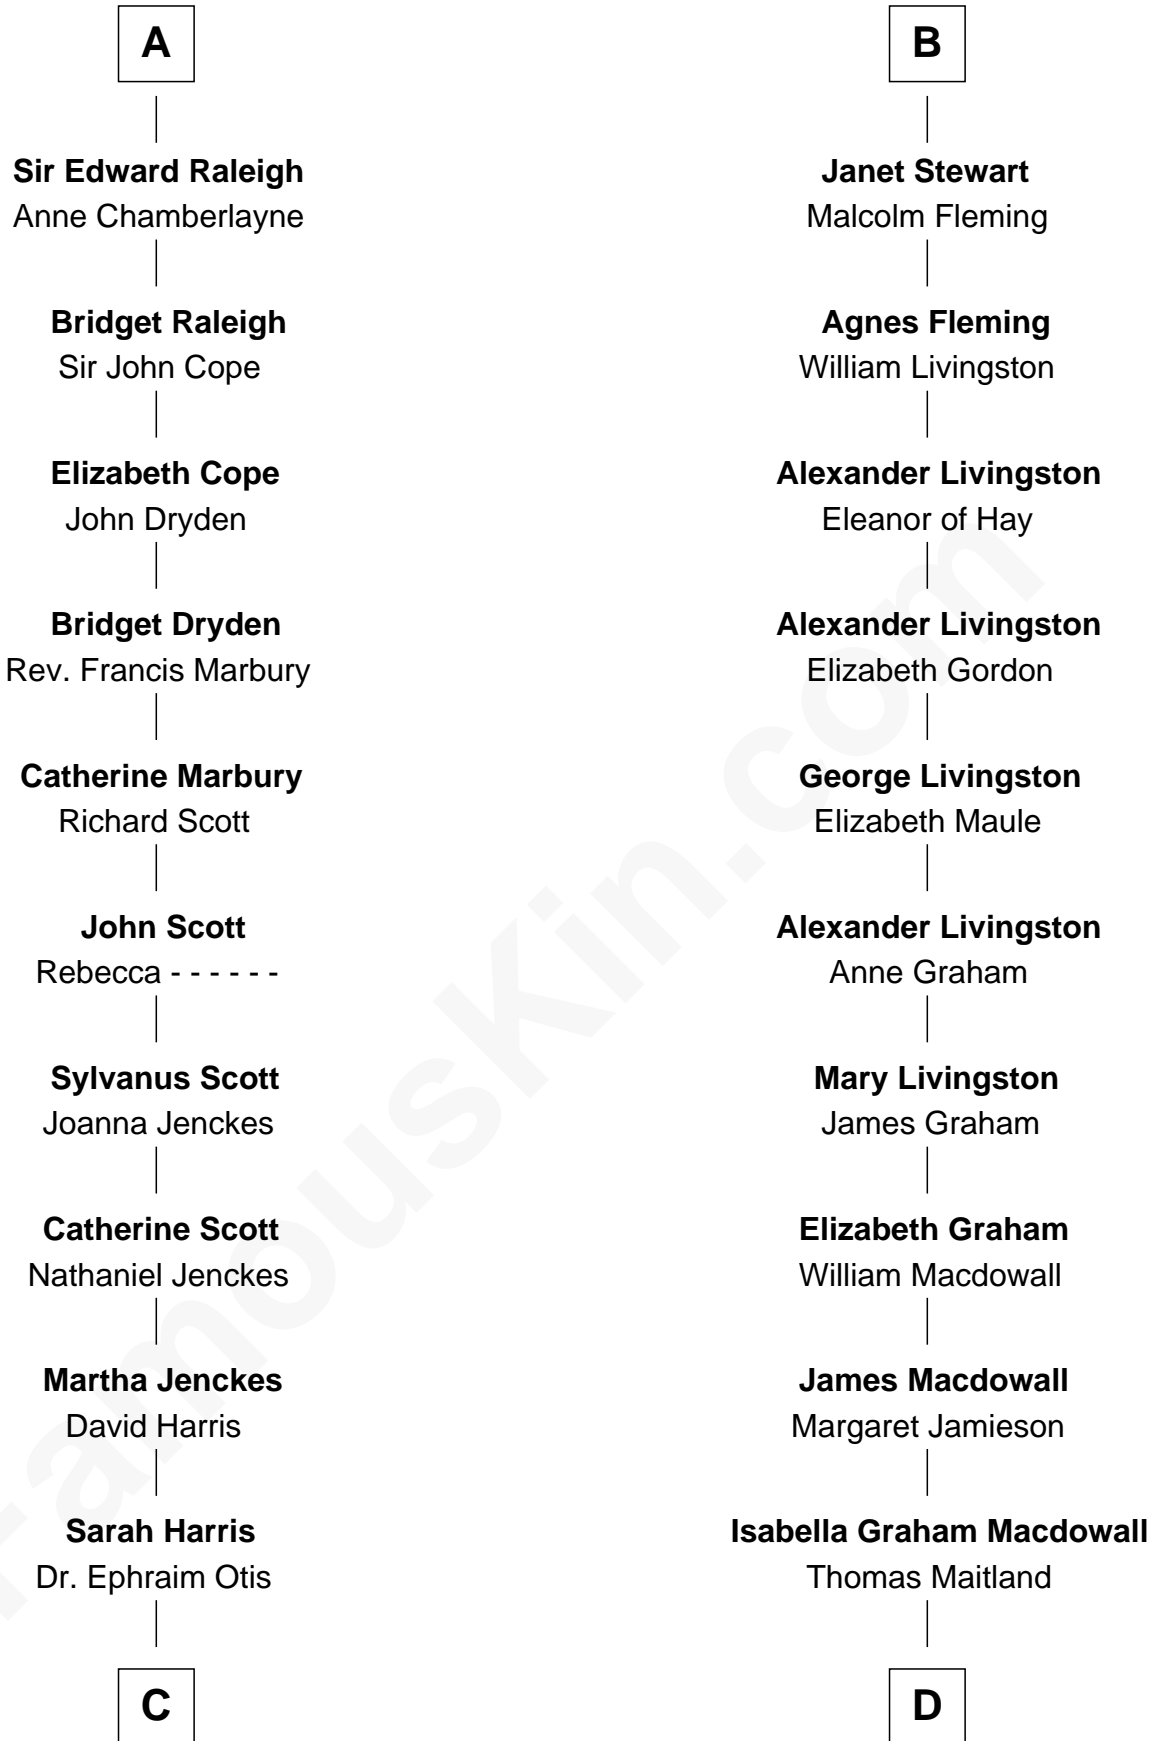 A
Sir Edward Raleigh
Anne Chamberlayne
Bridget Raleigh
Sir John Cope
Elizabeth Cope
John Dryden
Bridget Dryden
Rev. Francis Marbury
Catherine Marbury
Richard Scott
John Scott
Rebecca - - - - - -
Sylvanus Scott
Joanna Jenckes
Catherine Scott
Nathaniel Jenckes
Martha Jenckes
David Harris
Sarah Harris
Dr. Ephraim Otis
C
B
Janet Stewart
Malcolm Fleming
Agnes Fleming
William Livingston
Alexander Livingston
Eleanor of Hay
Alexander Livingston
Elizabeth Gordon
George Livingston
Elizabeth Maule
Alexander Livingston
Anne Graham
Mary Livingston
James Graham
Elizabeth Graham
William Macdowall
James Macdowall
Margaret Jamieson
Isabella Graham Macdowall
Thomas Maitland
D
FamousKin.com